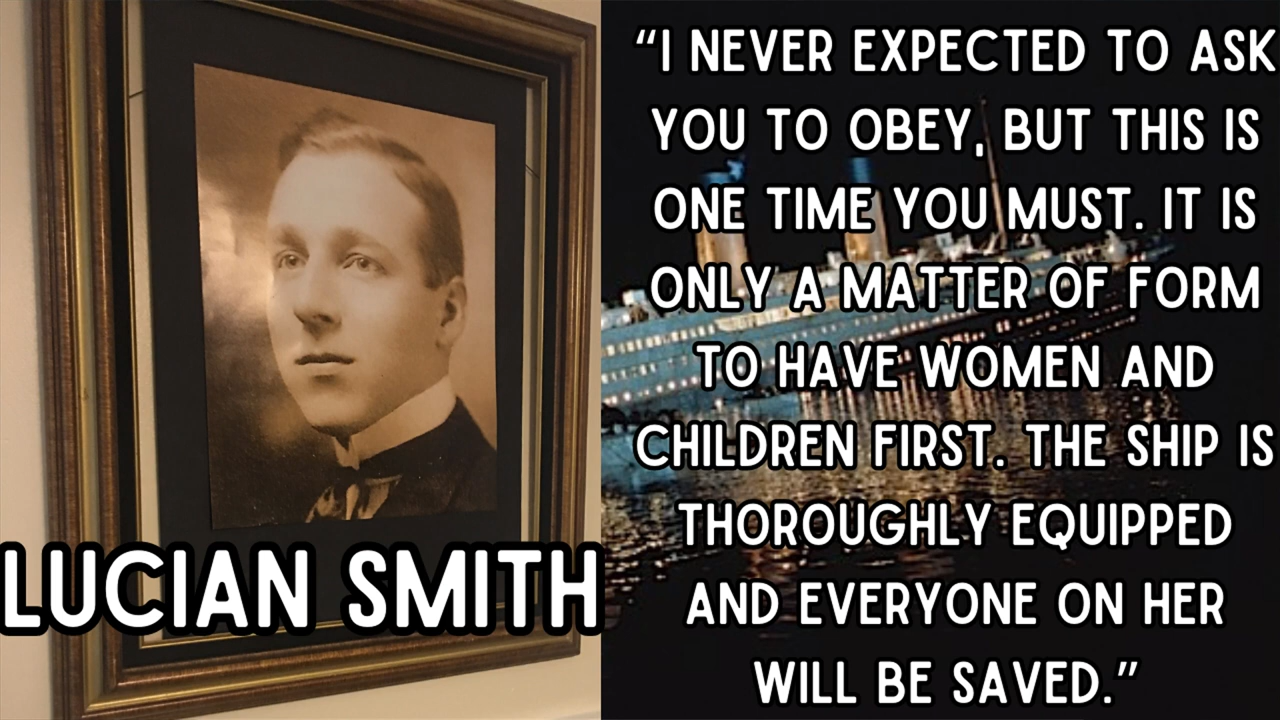 LUCIAN SMITH
“I NEVER EXPECTED TO ASK
YOU TO OBEY, BUT THIS IS
ONE TIME YOU MUST. IT IS
ONLY A MATTER OF FORM
TO HAVE WOMEN AND
CHILDREN FIRST. THE SHIP IS
THOROUGHLY EQUIPPED
AND EVERYONE ON HER
WILL BE SAVED.”